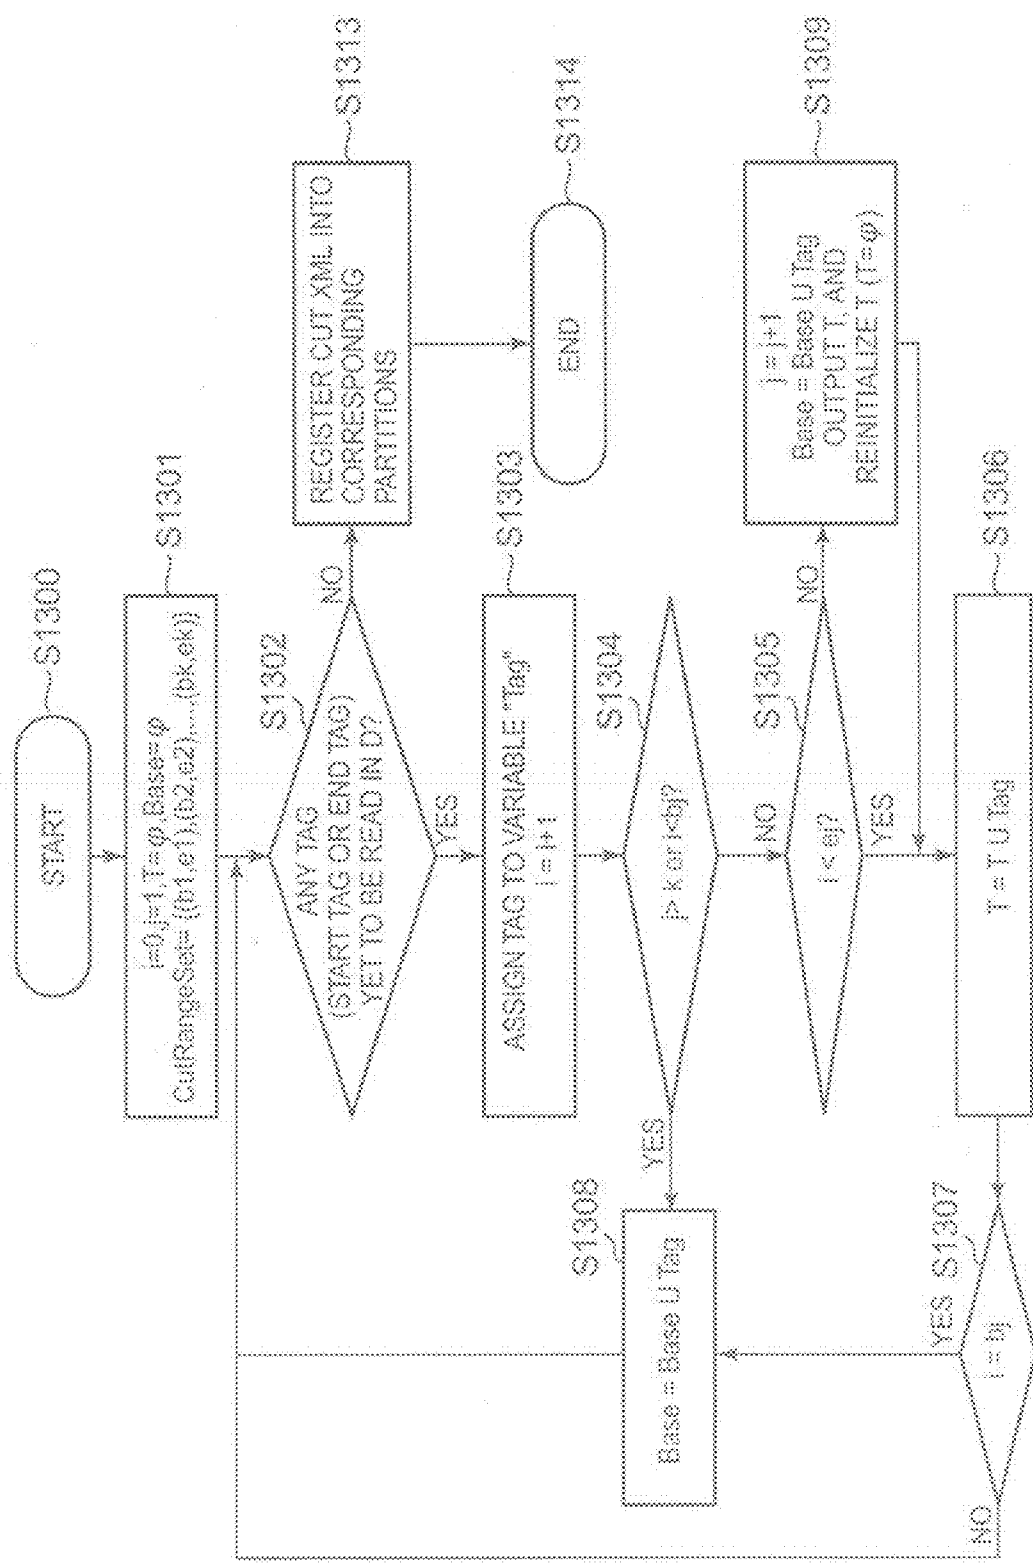 START
S1300
i=0,j=1,T=φ,Base=φ
CutRangeSet= {(b1,e1),(b2,e2),...,(bk,ek)}
S1301
ANY TAG
(START TAG OR END TAG)
YET TO BE READ IN D?
S1302
NO
YES
REGISTER CUT XML INTO
CORRESPONDING
PARTITIONS
S1313
END
S1314
ASSIGN TAG TO VARIABLE "Tag"
i = i+1
S1303
j> k or i<bj?
S1304
YES
NO
Base = Base U Tag
S1308
i < ej?
S1305
NO
YES
j = j+1
Base = Base U Tag
OUTPUT T, AND
REINITIALIZE T (T=φ)
S1309
T = T U Tag
S1306
i = bj
S1307
YES
NO